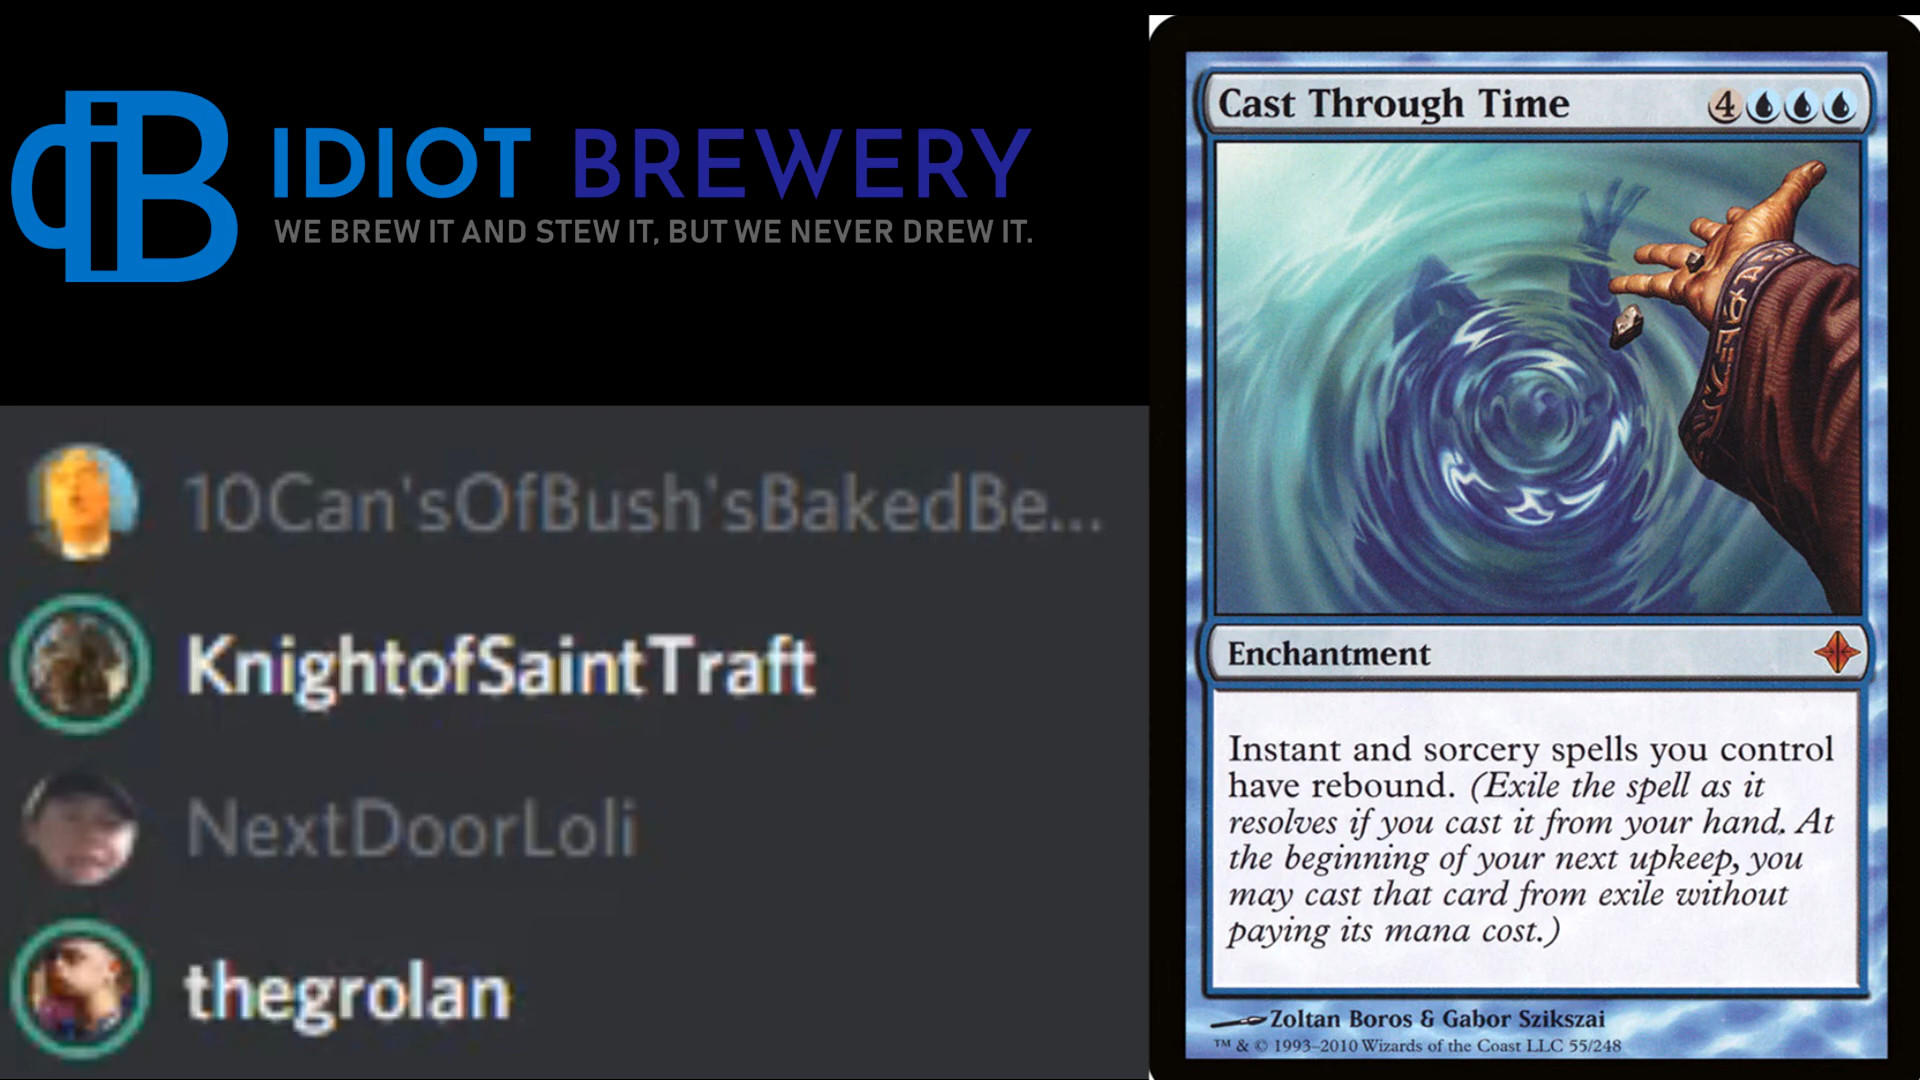 IDIOT BREWERY
WE BREW IT AND STEW IT, BUT WE NEVER DREW IT.
10Can'sOfBush'sBakedBe...
KnightofSaintTraft
NextDoorLoli
thegrolan
Cast Through Time 4
Enchantment
Instant and sorcery spells you control
have rebound. (Exile the spell as it
resolves if you cast it from your hand. At
the beginning of your next upkeep, you
may cast that card from exile without
paying its mana cost.)
Zoltan Boros & Gabor Szikszai
™ & © 1993–2010 Wizards of the Coast LLC 55/248